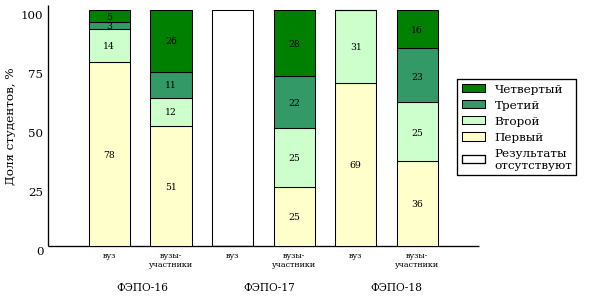 100
75
50
25
0
Доля студентов, %
5
3
14
78
26
11
12
51
28
22
25
25
31
69
16
23
25
36
вуз
вузы-
участники
вуз
вузы-
участники
вуз
вузы-
участники
ФЭПО-16
ФЭПО-17
ФЭПО-18
Четвертый
Третий
Второй
Первый
Результаты
отсутствуют